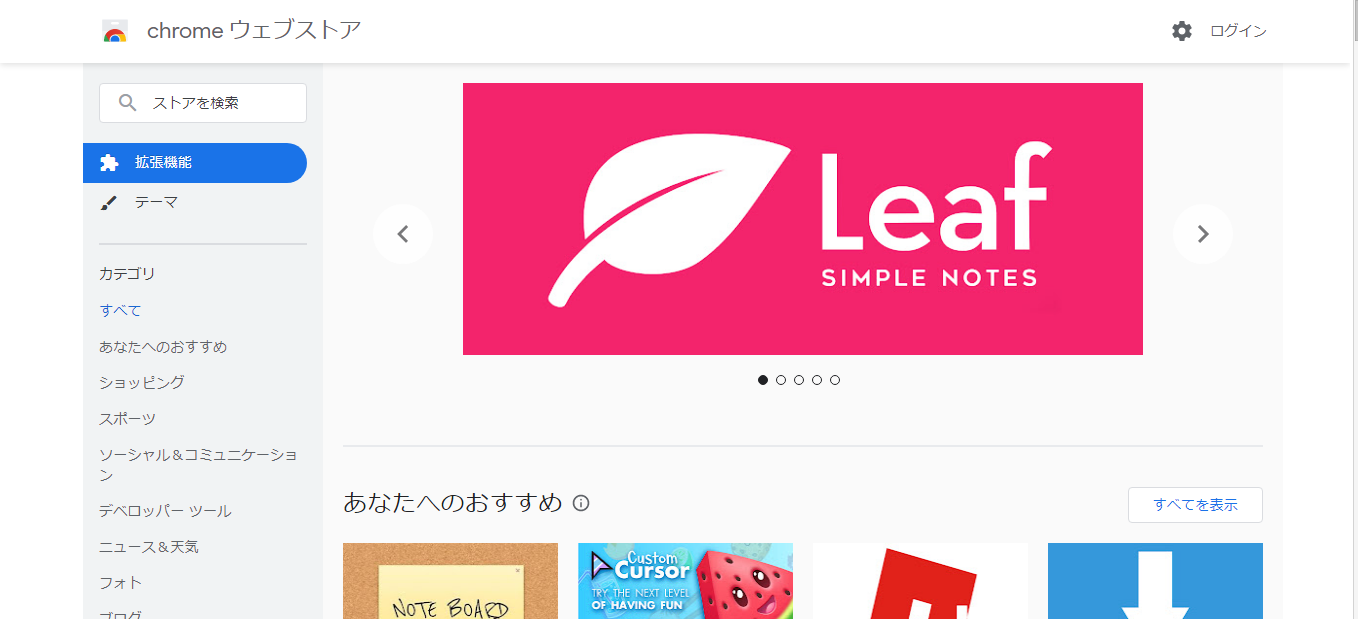 chrome ウェブストア
ログイン
ストアを検索
拡張機能
テーマ
カテゴリ
すべて
あなたへのおすすめ
ショッピング
スポーツ
ソーシャル＆コミュニケーショ
ン
デベロッパー ツール
ニュース＆天気
フォト
ブログ
Leaf
SIMPLE NOTES
あなたへのおすすめ
すべてを表示
NOTE BOARD
Custom
Cursor
TRY THE NEXT LEVEL
OF HAVING FUN